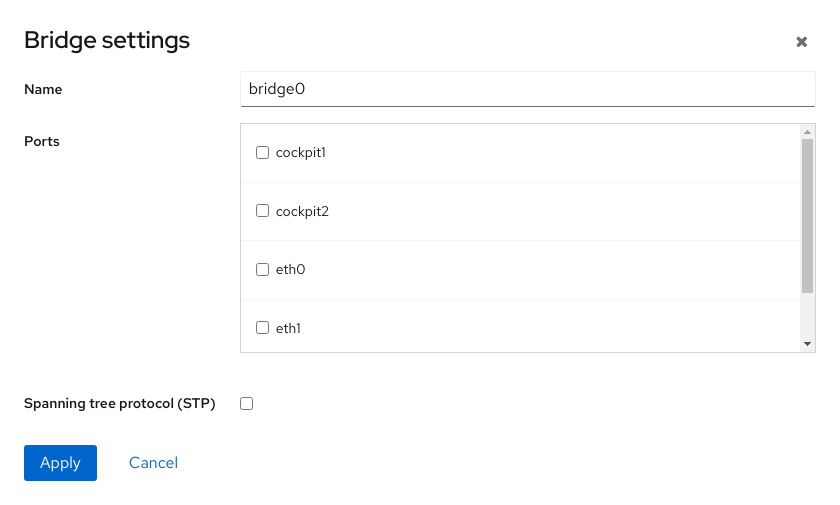 Bridge settings
Name
bridge0
Ports
cockpit1
cockpit2
eth0
eth1
Spanning tree protocol (STP)
Apply
Cancel